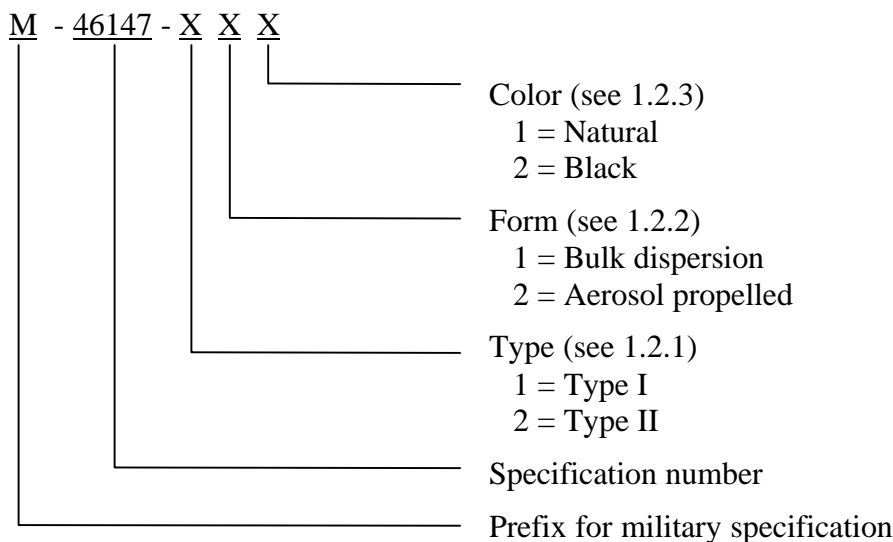 M - 46147 - X X X
Color (see 1.2.3)
1 = Natural
2 = Black
Form (see 1.2.2)
1 = Bulk dispersion
2 = Aerosol propelled
Type (see 1.2.1)
1 = Type I
2 = Type II
Specification number
Prefix for military specification